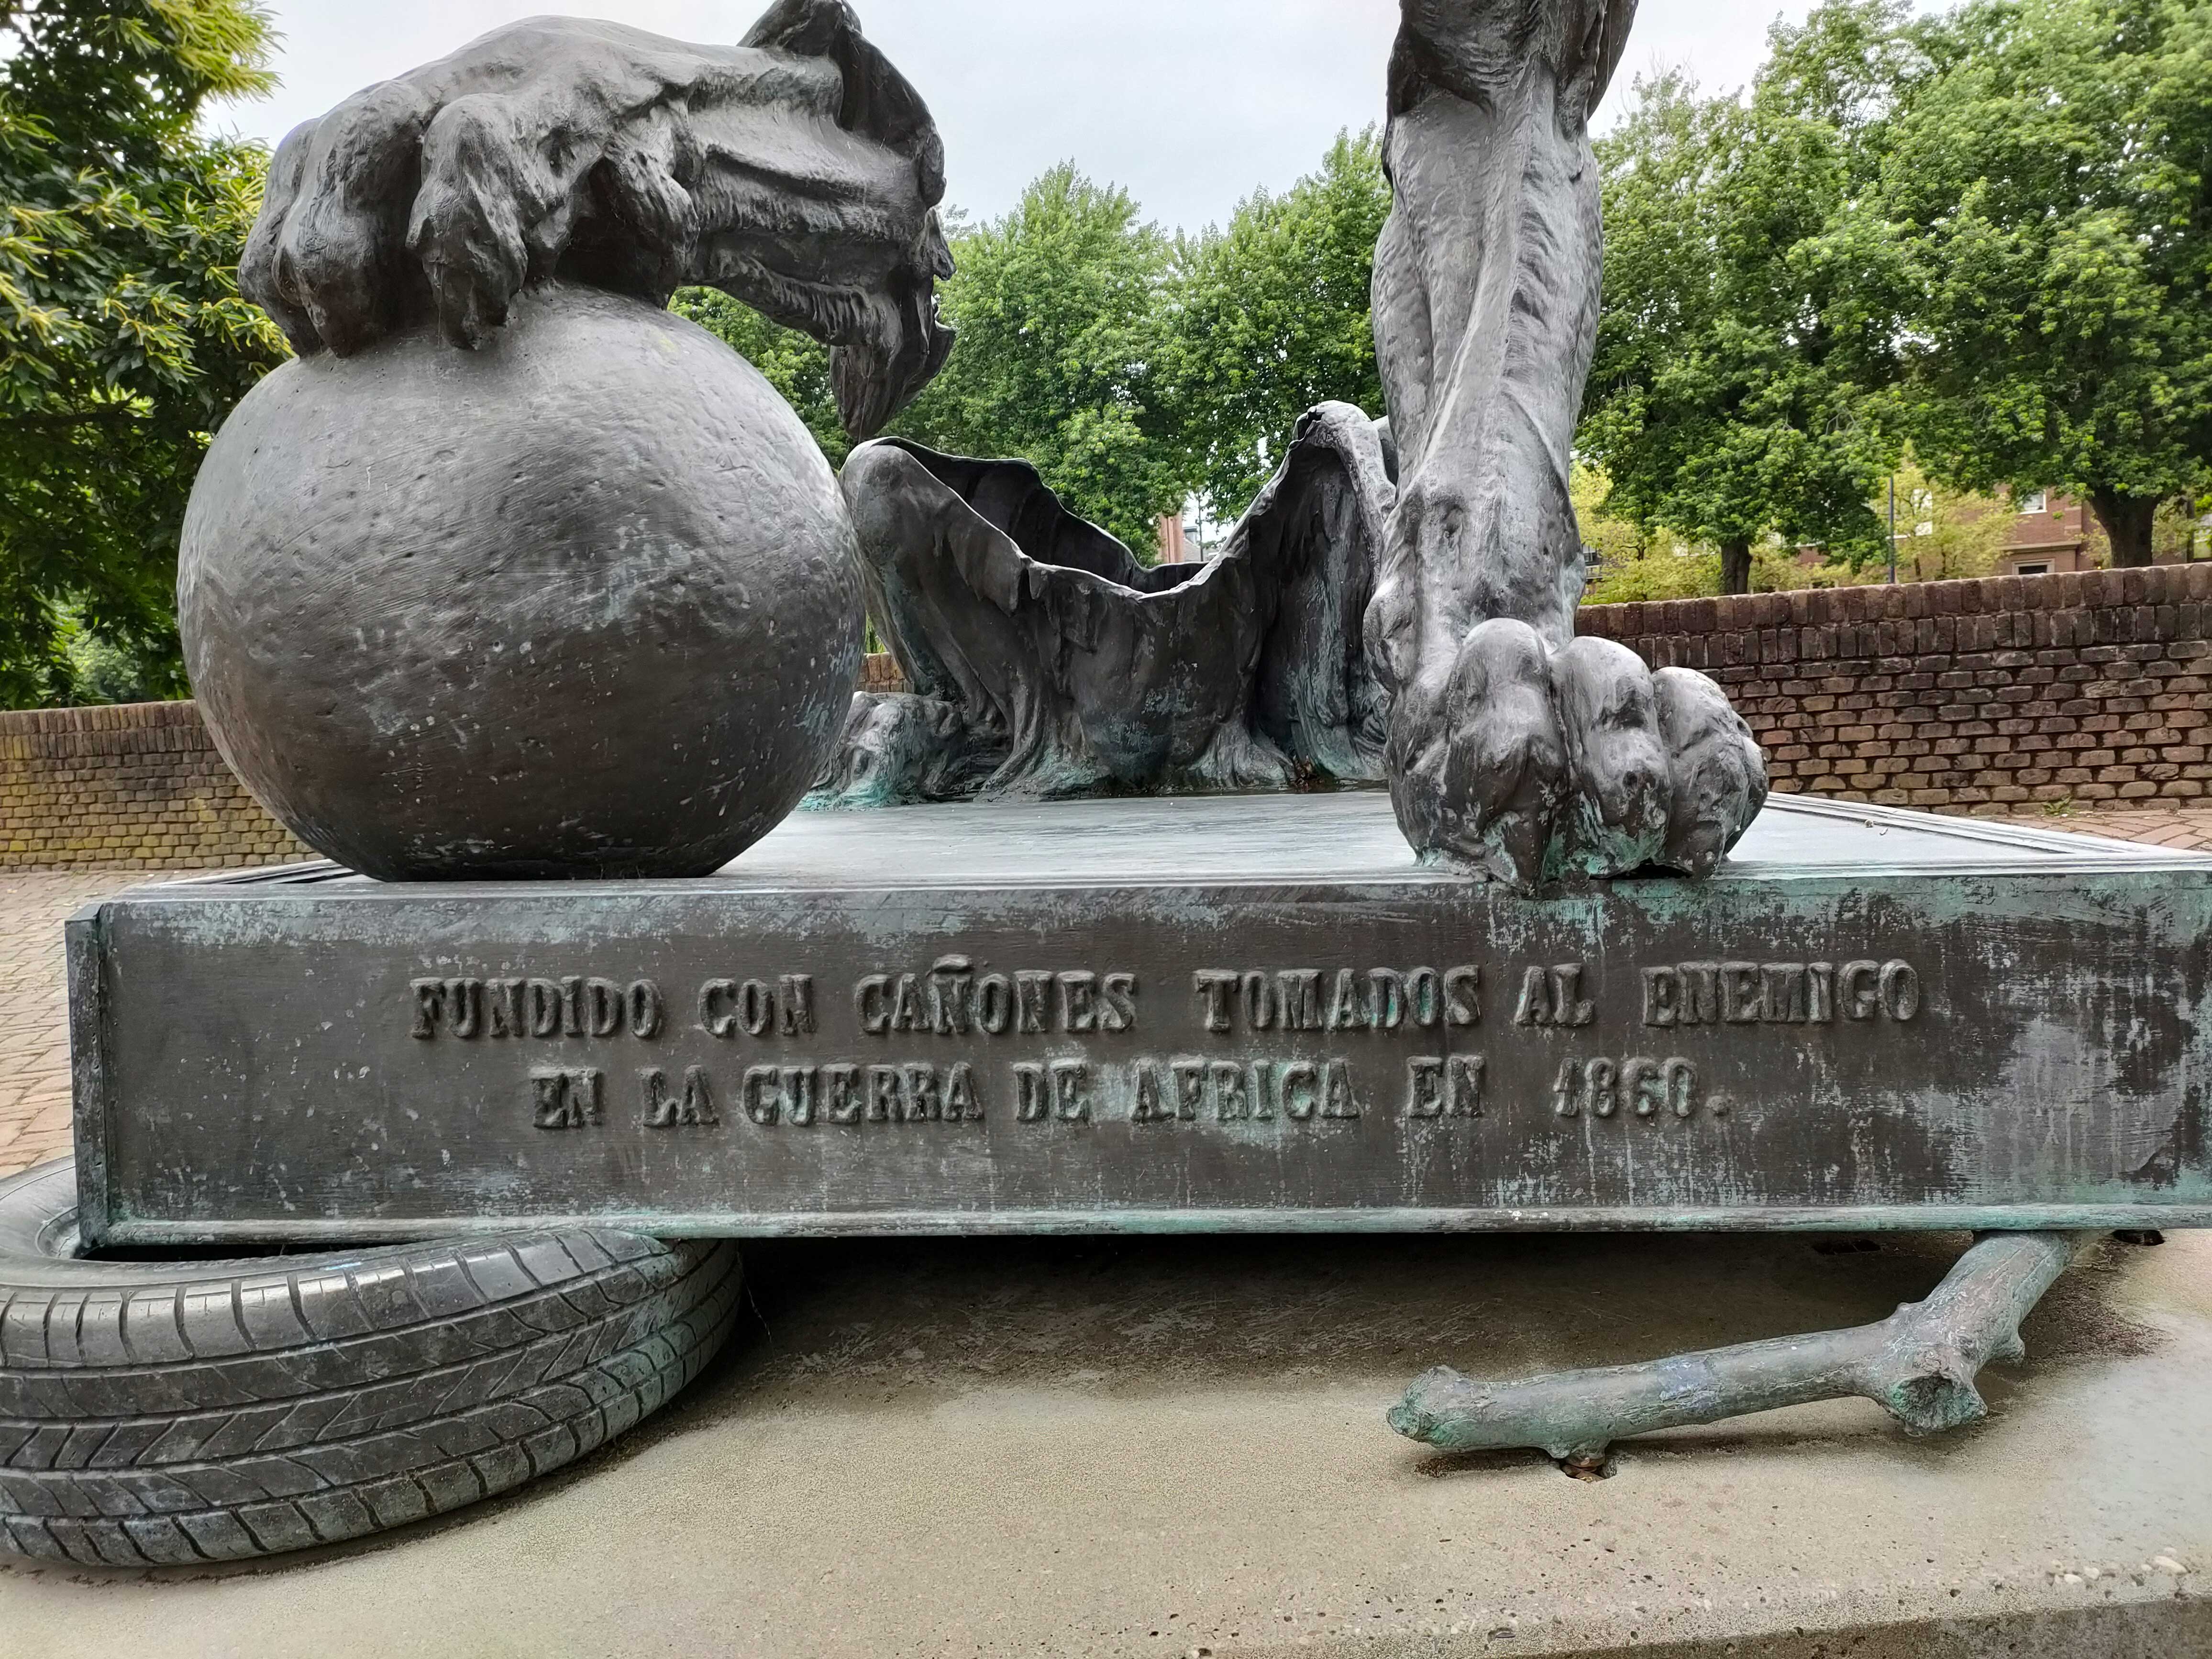 FUNDIDO CON CAÑONES TOMADOS AL ENEMIGO
EN LA GUERRA DE AFRICA EN 1860.